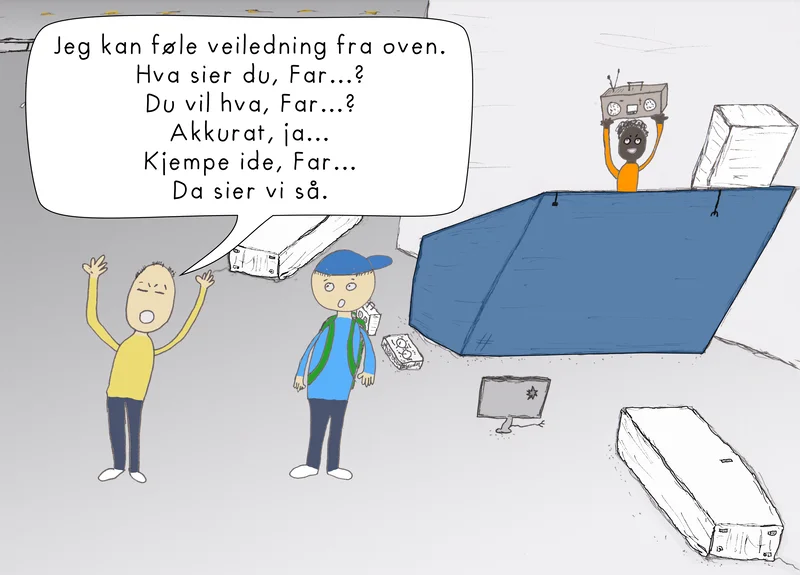 Jeg kan føle veiledning fra oven.
Hva sier du, Far...?
Du vil hva, Far...?
Akkurat, ja...
Kjempe ide, Far...
Da sier vi så.